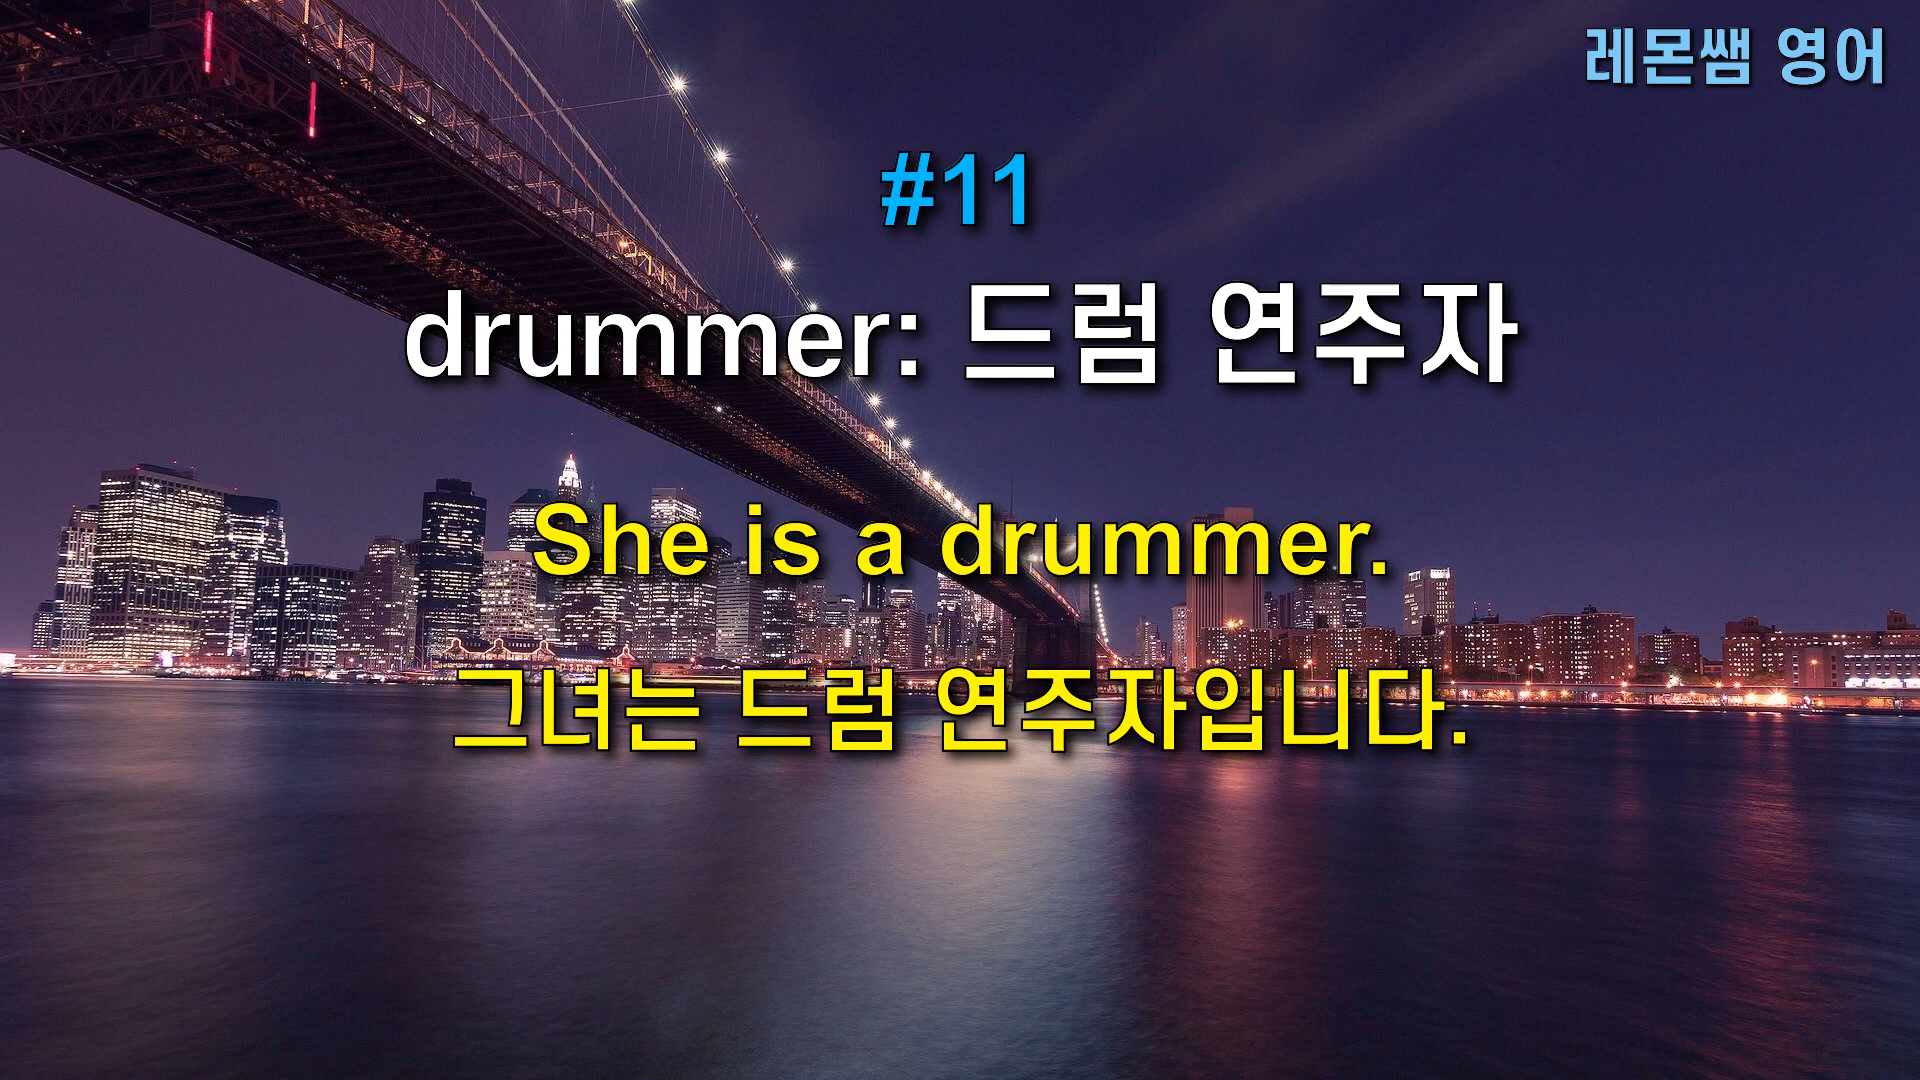 레몬쌤 영어
#11
drummer: 드럼 연주자
She is a drummer.
그녀는 드럼 연주자입니다.